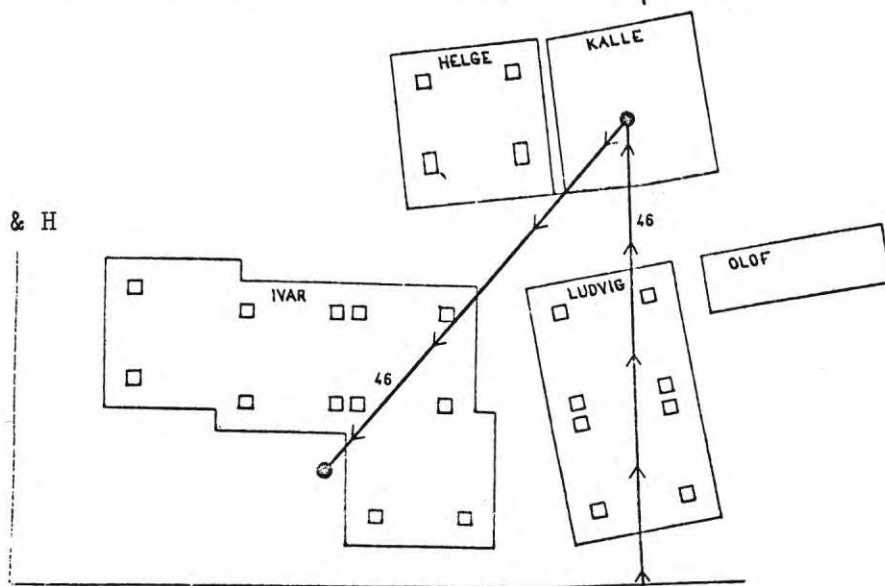 HELGE
KALLE
& H
46
OLOF
IVAR
LUDVIG
46